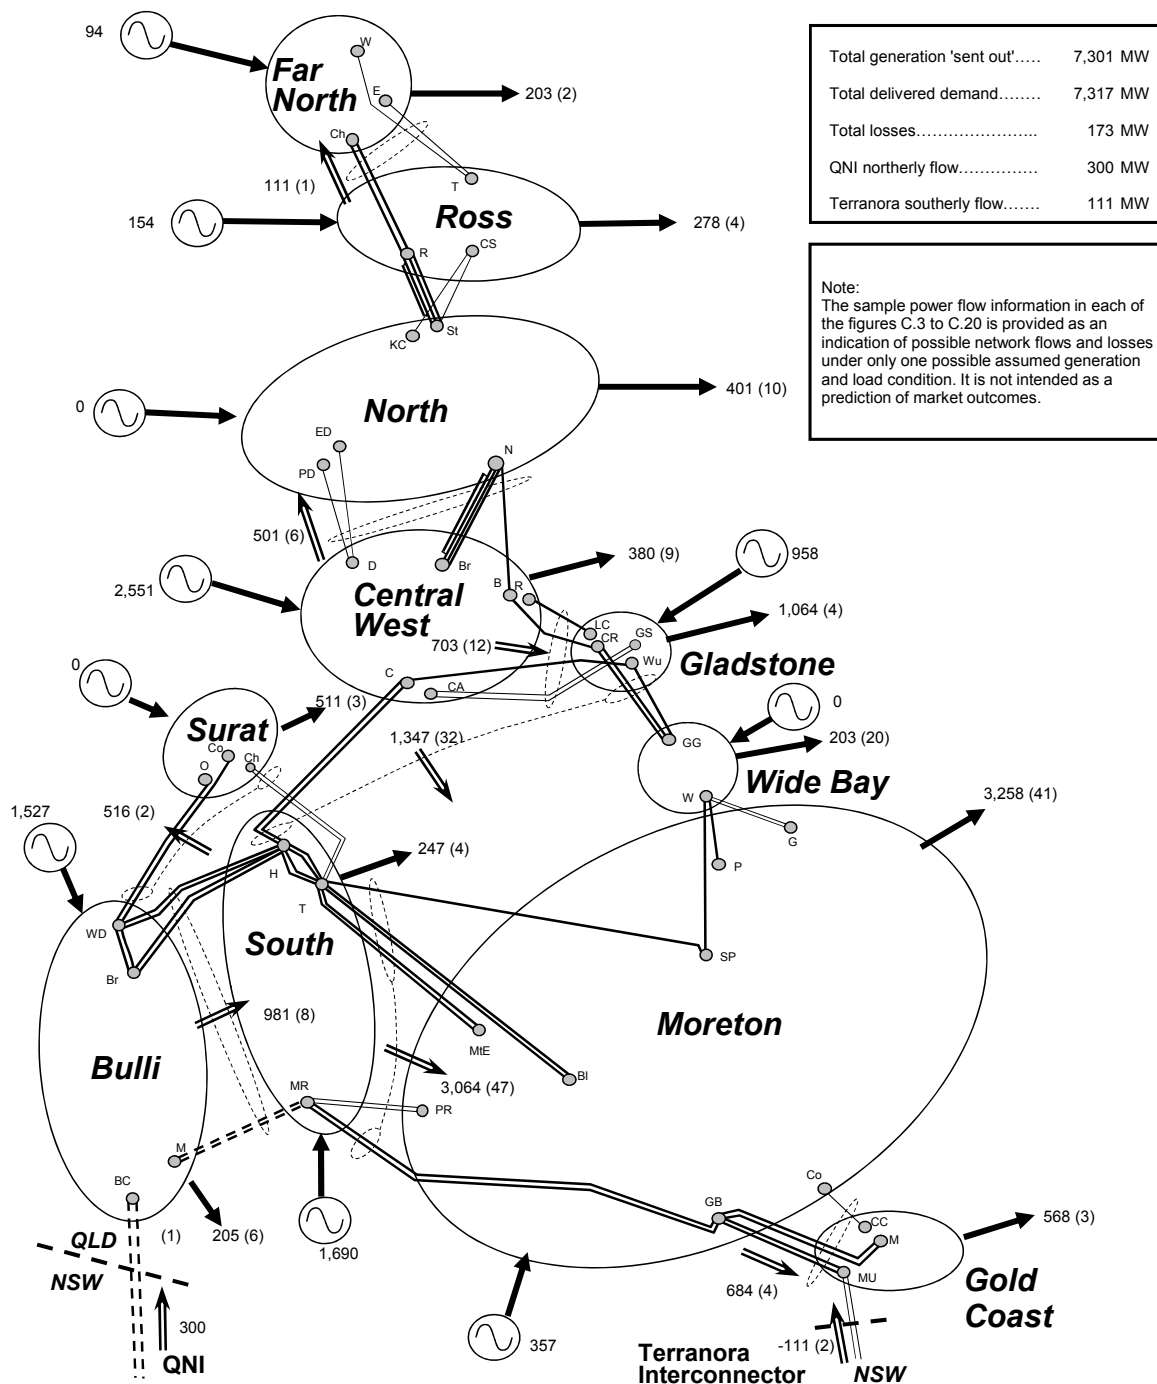 94
W
Far
North
E
203 (2)
Ch
111 (1)
T
154
Ross
278 (4)
R
CS
St
KC
0
North
401 (10)
ED
PD
N
501 (6)
D
Br
380 (9)
958
2,551
Central
West
B
R
1,064 (4)
LC
CR
GS
Wu
703 (12)
Gladstone
0
C
CA
511 (3)
0
Surat
Co
Ch
O
1,347 (32)
GG
203 (20)
Wide Bay
W
G
3,258 (41)
1,527
516 (2)
247 (4)
P
H
T
WD
South
SP
Br
981 (8)
Moreton
MtE
Bulli
BI
3,064 (47)
MR
PR
M
BC
Co
GB
CC
M
568 (3)
QLD
(1)
205 (6)
1,690
MU
NSW
684 (4)
Gold
Coast
300
QNI
357
-111 (2)
Terranora
Interconnector
NSW
Total generation 'sent out'..... 7,301 MW
Total delivered demand........ 7,317 MW
Total losses...................... 173 MW
QNI northerly flow............... 300 MW
Terranora southerly flow....... 111 MW
Note:
The sample power flow information in each of
the figures C.3 to C.20 is provided as an
indication of possible network flows and losses
under only one possible assumed generation
and load condition. It is not intended as a
prediction of market outcomes.